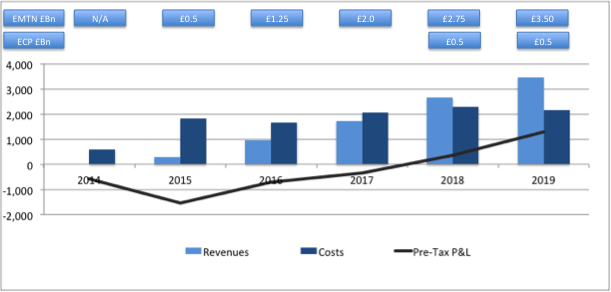 EMTN £Bn N/A £0.5 £1.25 £2.0 £2.75 £3.50
ECP £Bn £0.5 £0.5
4,000
3,000
2,000
1,000
0
-1,000
-2,000
2014 2015 2016 2017 2018 2019
Revenues Costs Pre-Tax P&L